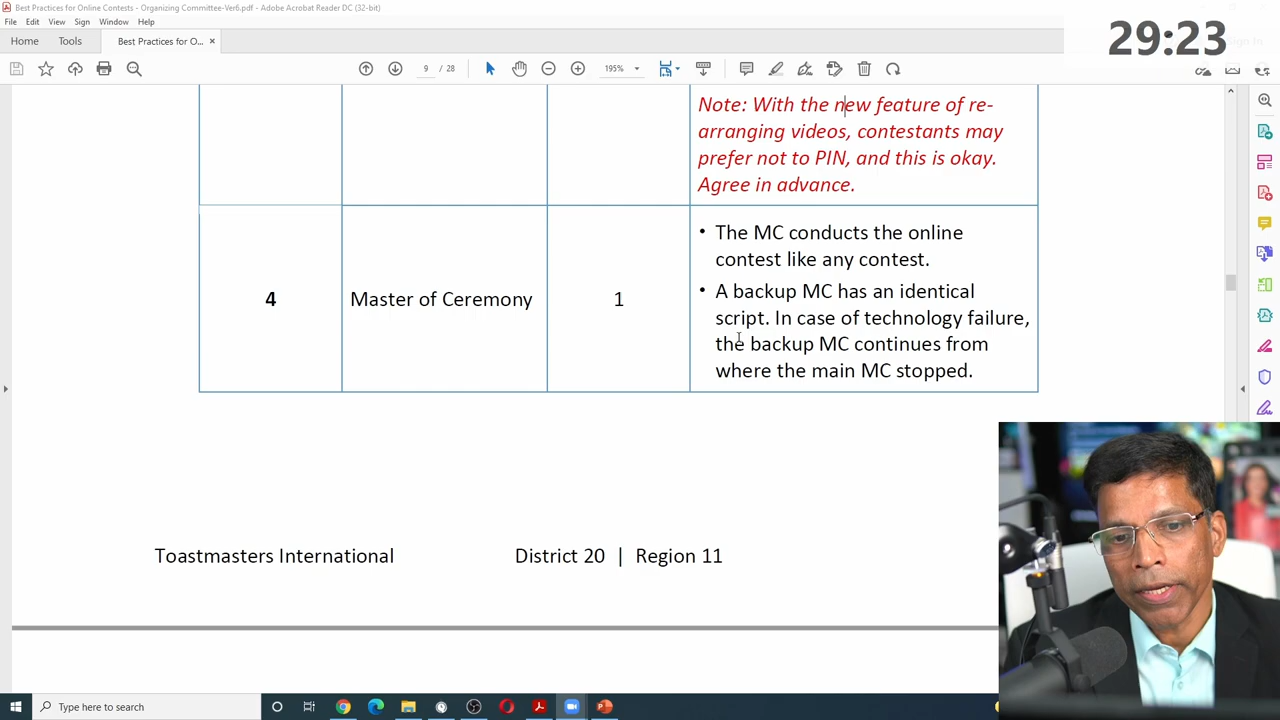 Best Practices for Online Contests - Organizing Committee-Ver6.pdf - Adobe Acrobat Reader DC (32-bit)
File Edit View Sign Window Help
29:23
Home Tools Best Practices for O... ×
9 / 28 195%
Note: With the new feature of re-
arranging videos, contestants may
prefer not to PIN, and this is okay.
Agree in advance.
4 Master of Ceremony 1
• The MC conducts the online
contest like any contest.
• A backup MC has an identical
script. In case of technology failure,
the backup MC continues from
where the main MC stopped.
Toastmasters International District 20 | Region 11
Type here to search